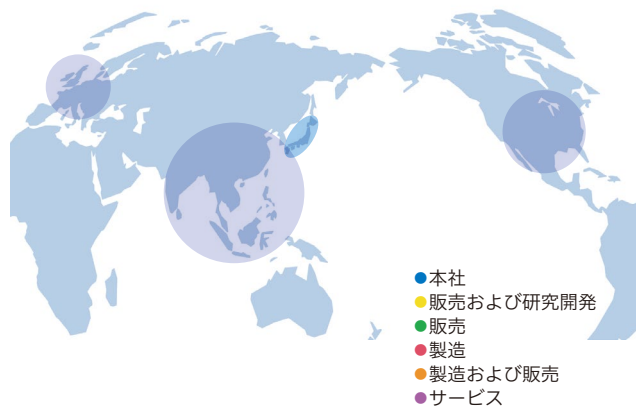 本社
販売および研究開発
販売
製造
製造および販売
サービス